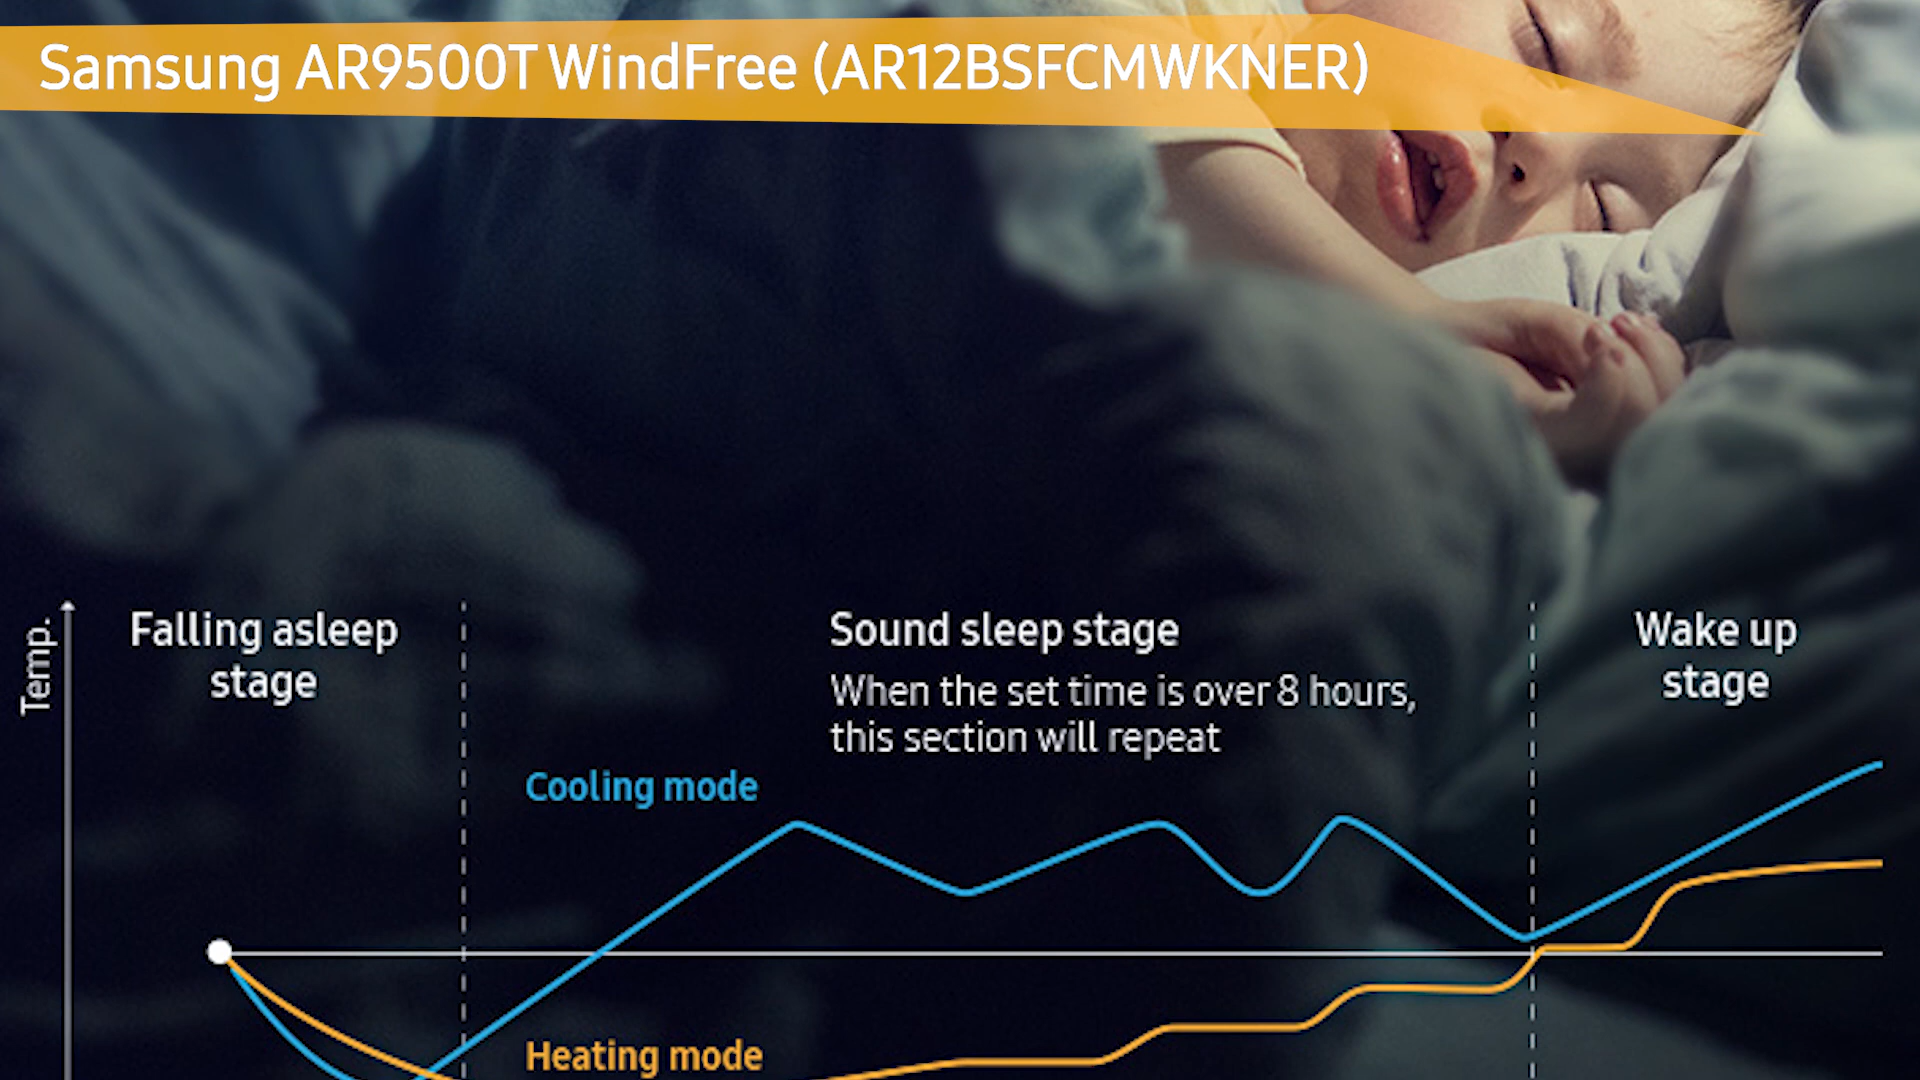 Samsung AR9500T WindFree (AR12BSFCMWKNER)
Temp.
Falling asleep
stage
Sound sleep stage
When the set time is over 8 hours,
this section will repeat
Wake up
stage
Cooling mode
Heating mode